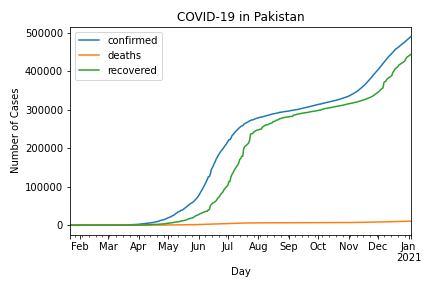 COVID-19 in Pakistan
confirmed
deaths
recovered
Number of Cases
500000
400000
300000
200000
100000
0
Feb Mar Apr May Jun Jul Aug Sep Oct Nov Dec Jan
2021
Day